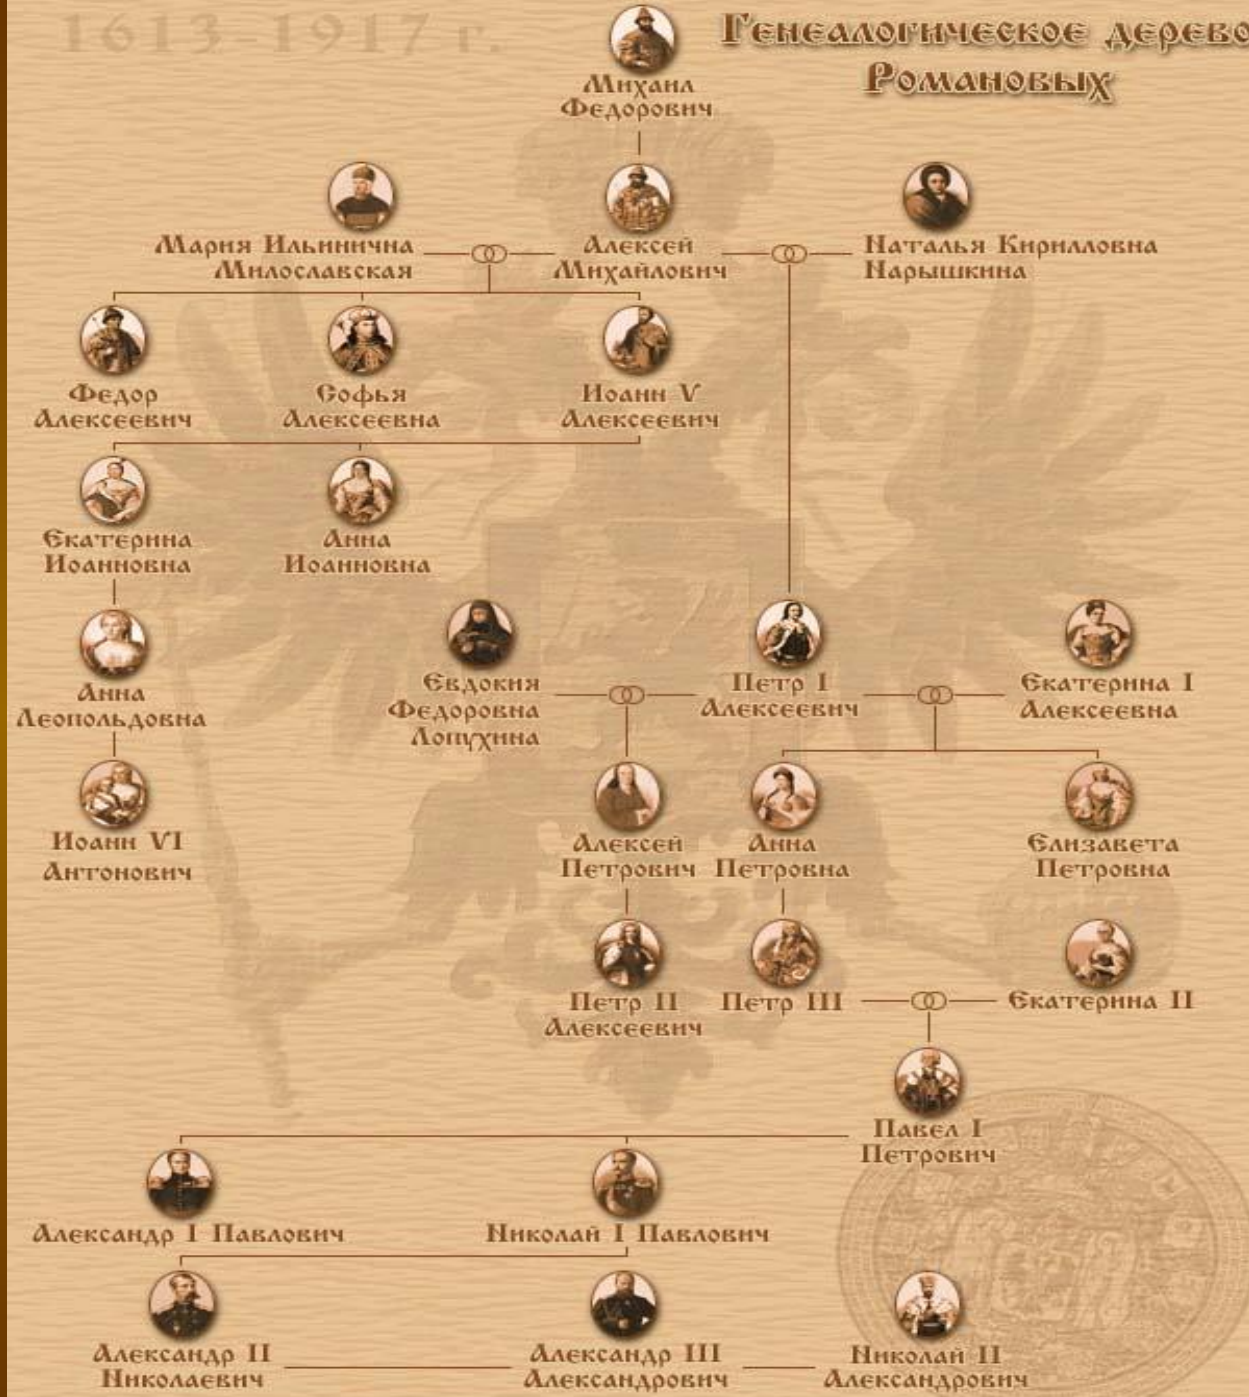 1613 1917 г.
Генеалогическое дерево
Романовых
Михаил
Федорович
Мария Ильинична
Милославская
Алексей
Михайлович
Наталья Кирилловна
Нарышкина
Федор
Алексеевич
Софья
Алексеевна
Иоанн V
Алексеевич
Екатерина
Иоанновна
Анна
Иоанновна
Анна
Леопольдовна
Евдокия
Федоровна
Лопухина
Петр I
Алексеевич
Екатерина I
Алексеевна
Иоанн VI
Антонович
Алексей
Петрович
Анна
Петровна
Елизавета
Петровна
Петр II
Алексеевич
Петр III
Екатерина II
Павел I
Петрович
Александр I Павлович
Николай I Павлович
Александр II
Николаевич
Александр III
Александрович
Николай II
Александрович